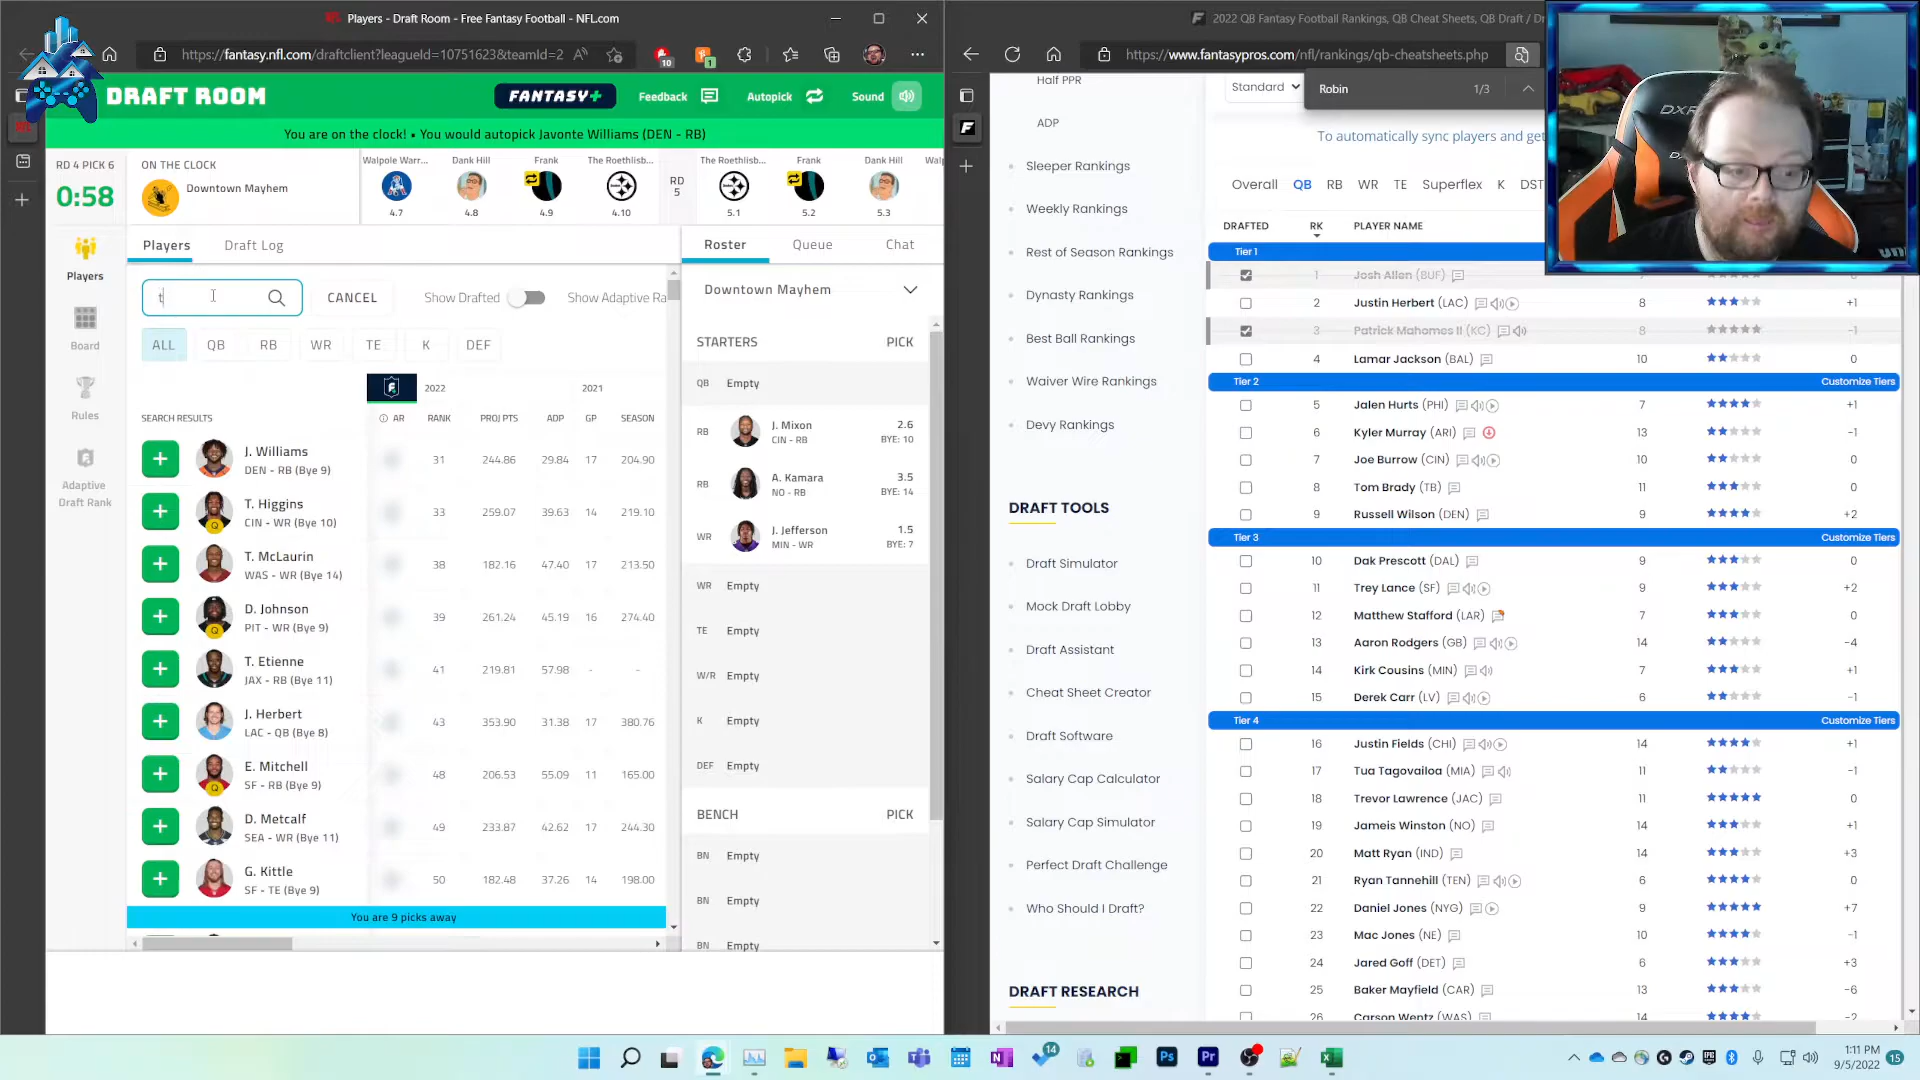 Players - Draft Room - Free Fantasy Football - NFL.com
https://fantasy.nfl.com/draftclient?leagueId=10751623&teamId=2
10
1
DRAFT ROOM
FANTASY+
Feedback
Autopick
Sound
You are on the clock! • You would autopick Javonte Williams (DEN - RB)
RD 4 PICK 6
0:58
ON THE CLOCK
Downtown Mayhem
Walpole Warr...
4.7
Dank Hill
4.8
Frank
4.9
The Roethlisb...
4.10
RD
5
The Roethlisb...
5.1
Frank
5.2
Dank Hill
5.3
Players
Board
Rules
Adaptive
Draft Rank
Players
Draft Log
t
CANCEL
Show Drafted
Show Adaptive Ra
ALL QB RB WR TE K DEF
2022
2021
SEARCH RESULTS AR RANK PROJ PTS ADP GP SEASON
J. Williams
DEN - RB (Bye 9)
31 244.86 29.84 17 204.90
T. Higgins
CIN - WR (Bye 10)
Q
33 259.07 39.63 14 219.10
T. McLaurin
WAS - WR (Bye 14)
38 182.16 47.40 17 213.50
D. Johnson
PIT - WR (Bye 9)
Q
39 261.24 45.19 16 274.40
T. Etienne
JAX - RB (Bye 11)
41 219.81 57.98 - -
J. Herbert
LAC - QB (Bye 8)
43 353.90 31.38 17 380.76
E. Mitchell
SF - RB (Bye 9)
Q
48 206.53 55.09 11 165.00
D. Metcalf
SEA - WR (Bye 11)
49 233.87 42.62 17 244.30
G. Kittle
SF - TE (Bye 9)
50 182.48 37.26 14 198.00
You are 9 picks away
Roster
Queue
Chat
Downtown Mayhem
STARTERS PICK
QB Empty
RB J. Mixon 2.6
CIN - RB BYE: 10
RB A. Kamara 3.5
NO - RB BYE: 14
WR J. Jefferson 1.5
MIN - WR BYE: 7
WR Empty
TE Empty
W/R Empty
K Empty
DEF Empty
BENCH PICK
BN Empty
BN Empty
BN Empty
2022 QB Fantasy Football Rankings, QB Cheat Sheets, QB Draft / Dr
https://www.fantasypros.com/nfl/rankings/qb-cheatsheets.php
Robin 1/3
Half PPR
ADP
Sleeper Rankings
Weekly Rankings
Rest of Season Rankings
Dynasty Rankings
Best Ball Rankings
Waiver Wire Rankings
Devy Rankings
DRAFT TOOLS
Draft Simulator
Mock Draft Lobby
Draft Assistant
Cheat Sheet Creator
Draft Software
Salary Cap Calculator
Salary Cap Simulator
Perfect Draft Challenge
Who Should I Draft?
DRAFT RESEARCH
Standard
To automatically sync players and get
Overall QB RB WR TE Superflex K DST
DRAFTED RK PLAYER NAME
Tier 1
1 Josh Allen (BUF)
2 Justin Herbert (LAC) 8 +1
3 Patrick Mahomes II (KC) 8 -1
4 Lamar Jackson (BAL) 10 0
Tier 2 Customize Tiers
5 Jalen Hurts (PHI) 7 +1
6 Kyler Murray (ARI) 13 -1
7 Joe Burrow (CIN) 10 0
8 Tom Brady (TB) 11 0
9 Russell Wilson (DEN) 9 +2
Tier 3 Customize Tiers
10 Dak Prescott (DAL) 9 0
11 Trey Lance (SF) 9 +2
12 Matthew Stafford (LAR) 7 0
13 Aaron Rodgers (GB) 14 -4
14 Kirk Cousins (MIN) 7 +1
15 Derek Carr (LV) 6 -1
Tier 4 Customize Tiers
16 Justin Fields (CHI) 14 +1
17 Tua Tagovailoa (MIA) 11 -1
18 Trevor Lawrence (JAC) 11 0
19 Jameis Winston (NO) 14 +1
20 Matt Ryan (IND) 14 +3
21 Ryan Tannehill (TEN) 6 0
22 Daniel Jones (NYG) 9 +7
23 Mac Jones (NE) 10 -1
24 Jared Goff (DET) 6 +3
25 Baker Mayfield (CAR) 13 -6
26 Carson Wentz (WAS) 14 -2
DXR
14
Ps
Pr
1:11 PM
9/5/2022
15